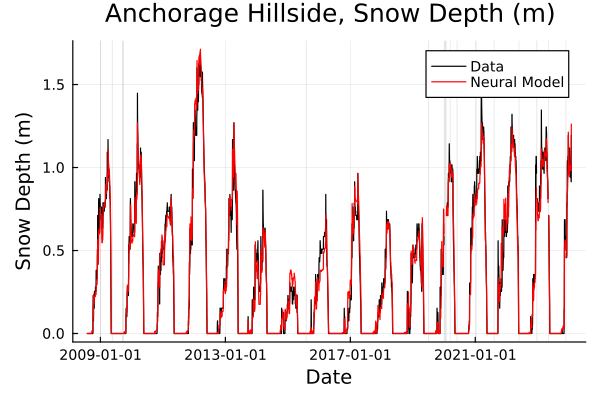 Anchorage Hillside, Snow Depth (m)
Data
Neural Model
Snow Depth (m)
1.5
1.0
0.5
0.0
2009-01-01 2013-01-01 2017-01-01 2021-01-01
Date